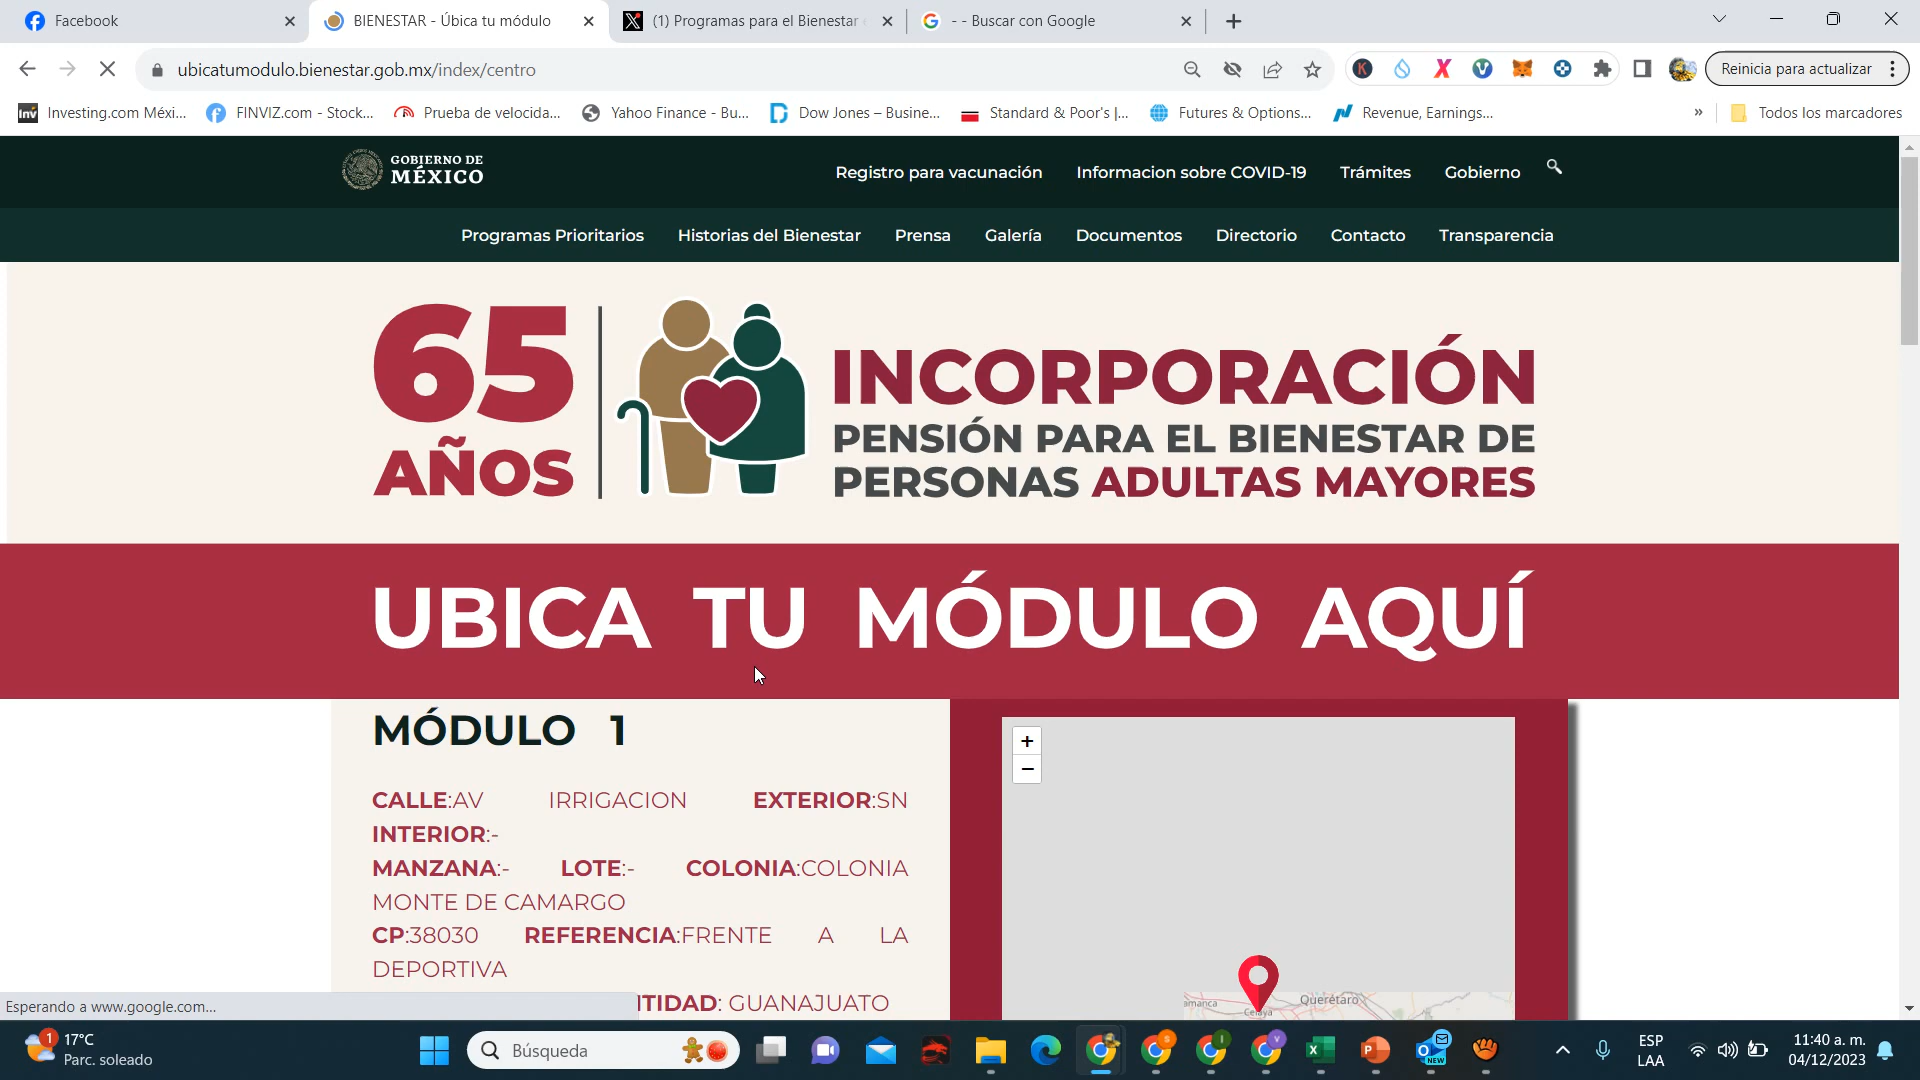 Facebook
BIENESTAR - Úbica tu módulo
(1) Programas para el Bienestar
- - Buscar con Google
ubicatumodulo.bienestar.gob.mx/index/centro
Reinicia para actualizar
Investing.com Méxi...
FINVIZ.com - Stock...
Prueba de velocida...
Yahoo Finance - Bu...
Dow Jones – Busine...
Standard & Poor's |...
Futures & Options...
Revenue, Earnings...
»
Todos los marcadores
GOBIERNO DE
MÉXICO
Registro para vacunación
Informacion sobre COVID-19
Trámites
Gobierno
Programas Prioritarios
Historias del Bienestar
Prensa
Galería
Documentos
Directorio
Contacto
Transparencia
65
AÑOS
INCORPORACIÓN
PENSIÓN PARA EL BIENESTAR DE
PERSONAS ADULTAS MAYORES
UBICA TU MÓDULO AQUÍ
MÓDULO 1
CALLE:AV IRRIGACION EXTERIOR:SN
INTERIOR:-
MANZANA:- LOTE:- COLONIA:COLONIA
MONTE DE CAMARGO
CP:38030 REFERENCIA:FRENTE A LA
DEPORTIVA
TIDAD: GUANAJUATO
+
−
amanca
Querétaro
Celaya
Esperando a www.google.com...
1
17°C
Parc. soleado
Búsqueda
NEW
ESP
LAA
11:40 a. m.
04/12/2023